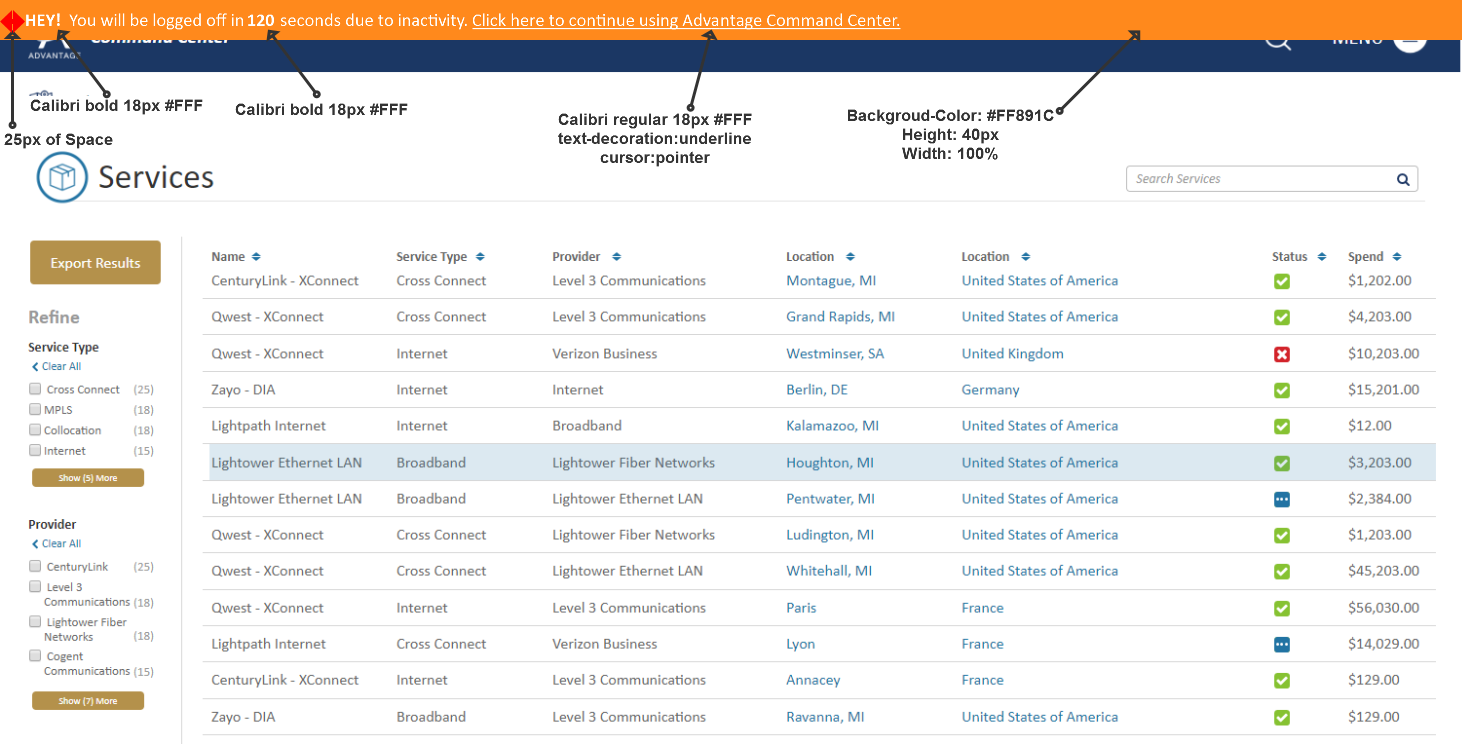 HEY! You will be logged off in 120 seconds due to inactivity. Click here to continue using Advantage Command Center.
Command Center
MENU
ADVANTAGE
Calibri bold 18px #FFF
Calibri bold 18px #FFF
25px of Space
Calibri regular 18px #FFF
text-decoration:underline
cursor:pointer
Backgroud-Color: #FF891C
Height: 40px
Width: 100%
Services
Search Services
Export Results
Refine
Service Type
Clear All
Cross Connect (25)
MPLS (18)
Collocation (18)
Internet (15)
Show (5) More
Provider
Clear All
CenturyLink (25)
Level 3
Communications (18)
Lightower Fiber
Networks (18)
Cogent
Communications (15)
Show (7) More
Name Service Type Provider Location Location Status Spend
CenturyLink - XConnect Cross Connect Level 3 Communications Montague, MI United States of America $1,202.00
Qwest - XConnect Cross Connect Level 3 Communications Grand Rapids, MI United States of America $4,203.00
Qwest - XConnect Internet Verizon Business Westminser, SA United Kingdom $10,203.00
Zayo - DIA Internet Internet Berlin, DE Germany $15,201.00
Lightpath Internet Internet Broadband Kalamazoo, MI United States of America $12.00
Lightower Ethernet LAN Broadband Lightower Fiber Networks Houghton, MI United States of America $3,203.00
Lightower Ethernet LAN Broadband Lightower Ethernet LAN Pentwater, MI United States of America $2,384.00
Qwest - XConnect Cross Connect Lightower Fiber Networks Ludington, MI United States of America $1,203.00
Qwest - XConnect Cross Connect Lightower Ethernet LAN Whitehall, MI United States of America $45,203.00
Qwest - XConnect Internet Level 3 Communications Paris France $56,030.00
Lightpath Internet Cross Connect Verizon Business Lyon France $14,029.00
CenturyLink - XConnect Internet Level 3 Communications Annacey France $129.00
Zayo - DIA Broadband Level 3 Communications Ravanna, MI United States of America $129.00